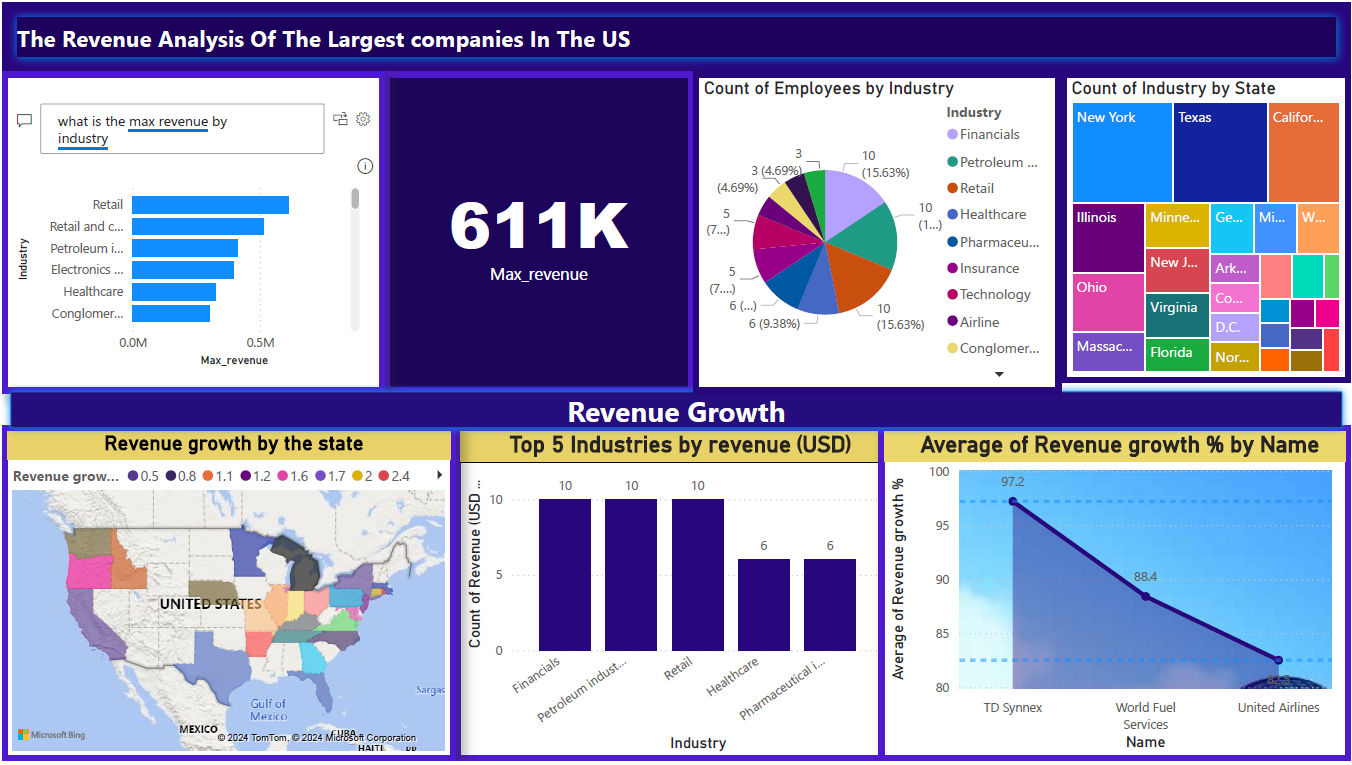 The Revenue Analysis Of The Largest companies In The US
what is the max revenue by
industry
Industry
Retail
Retail and c...
Petroleum i...
Electronics ...
Healthcare
Conglomer...
0.0M
0.5M
Max_revenue
611K
Max_revenue
Count of Employees by Industry
3
10
(15.63%)
3 (4.69%)
(4.69%)
5
(7...)
10
(1...)
5
(7....)
6 (...)
6 (9.38%)
10
(15.63%)
Industry
Financials
Petroleum ...
Retail
Healthcare
Pharmaceu...
Insurance
Technology
Airline
Conglomer...
Count of Industry by State
New York
Texas
Califor...
Illinois
Minne...
Ge...
Mi...
W...
New J...
Ark...
Ohio
Co...
Virginia
D.C.
Massac...
Florida
Nor...
Revenue Growth
Revenue growth by the state
Revenue grow...
0.5
0.8
1.1
1.2
1.6
1.7
2
2.4
UNITED STATES
Gulf of
Mexico
Sargas
MEXICO
CUBA
HAITI
Microsoft Bing
© 2024 TomTom, © 2024 Microsoft Corporation
Top 5 Industries by revenue (USD)
Count of Revenue (USD ...
10
5
0
10
10
10
6
6
Financials
Petroleum indust...
Retail
Healthcare
Pharmaceutical i...
Industry
Average of Revenue growth % by Name
Average of Revenue growth %
100
95
90
85
80
97.2
88.4
82.5
TD Synnex
World Fuel
Services
United Airlines
Name